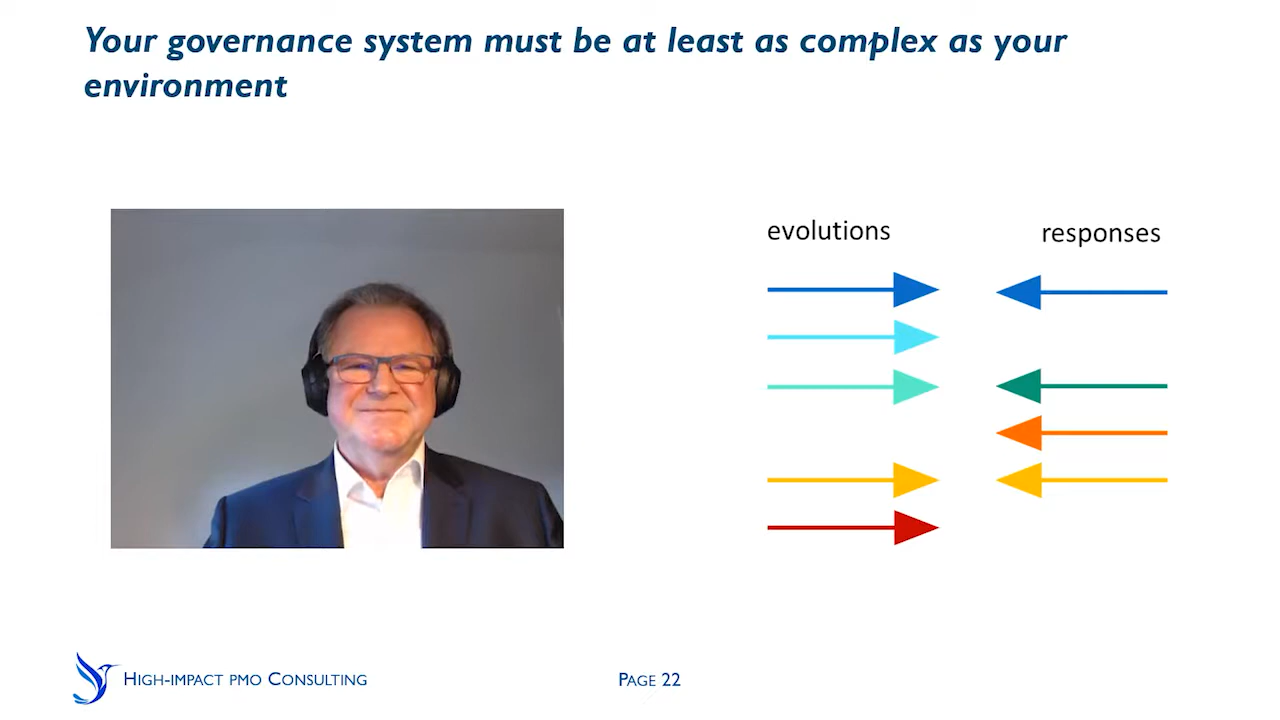 Your governance system must be at least as complex as your
environment
evolutions
responses
High-impact pmo Consulting
Page 22